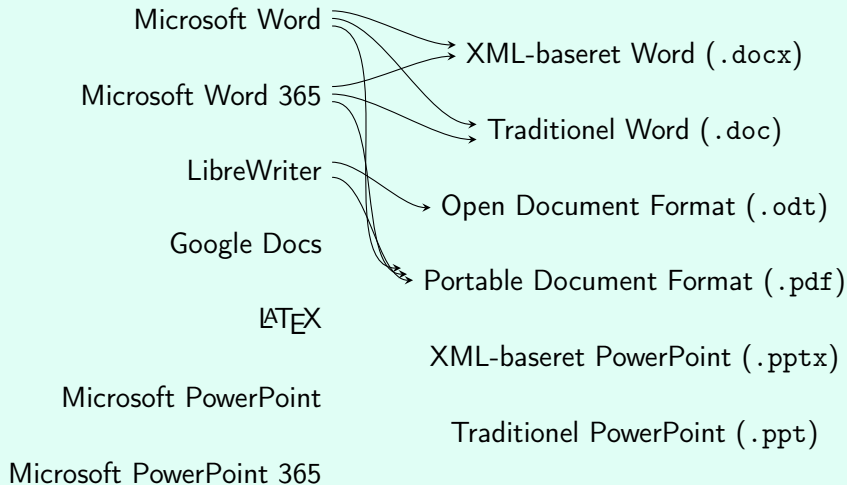 Microsoft Word
Microsoft Word 365
LibreWriter
Google Docs
LATEX
Microsoft PowerPoint
Microsoft PowerPoint 365
XML-baseret Word (.docx)
Traditionel Word (.doc)
Open Document Format (.odt)
Portable Document Format (.pdf)
XML-baseret PowerPoint (.pptx)
Traditionel PowerPoint (.ppt)